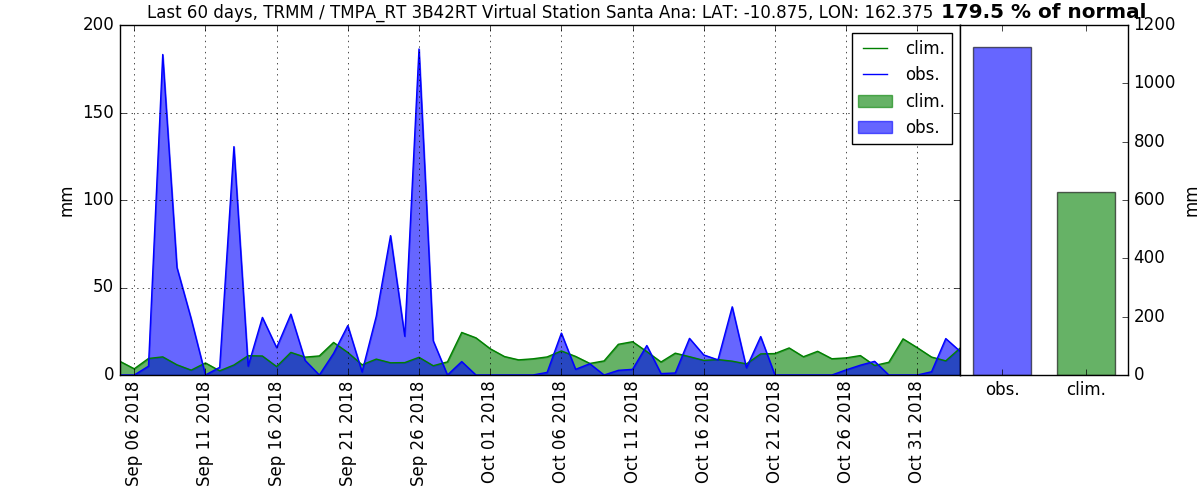 Last 60 days, TRMM / TMPA_RT 3B42RT Virtual Station Santa Ana: LAT: -10.875, LON: 162.375 179.5 % of normal
200
150
100
50
0
mm
clim.
obs.
clim.
obs.
1200
1000
800
600
400
200
0
mm
Sep 06 2018
Sep 11 2018
Sep 16 2018
Sep 21 2018
Sep 26 2018
Oct 01 2018
Oct 06 2018
Oct 11 2018
Oct 16 2018
Oct 21 2018
Oct 26 2018
Oct 31 2018
obs.
clim.